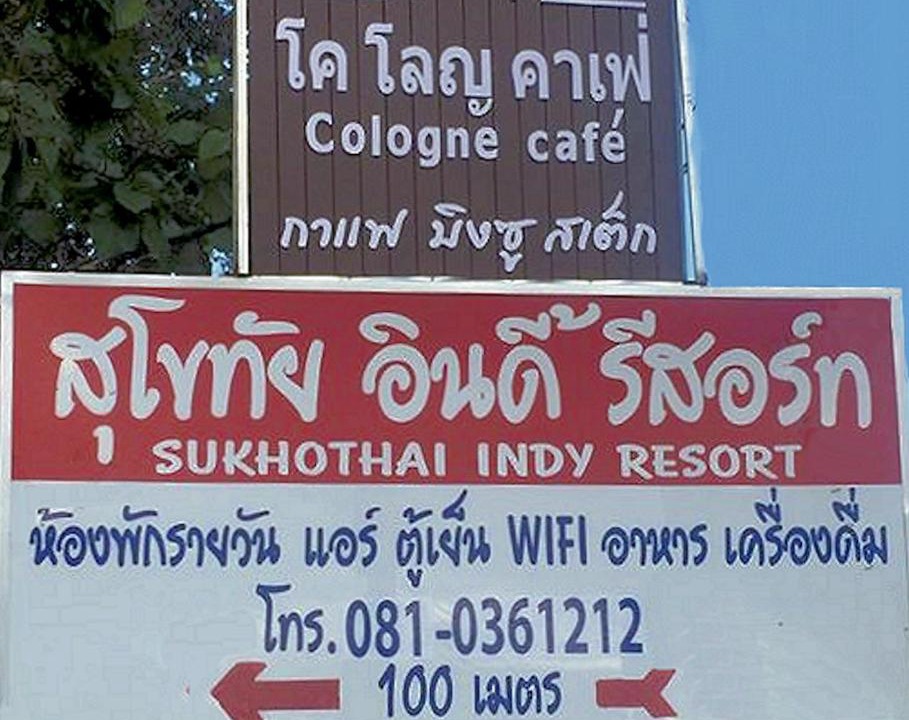 โค โลญ คาเฟ่
Cologne café
กาแฟ บิงซู สเต็ก
สุโขทัย อินดี้ รีสอร์ท
SUKHOTHAI INDY RESORT
ห้องพักรายวัน แอร์ ตู้เย็น WIFI อาหาร เครื่องดื่ม
โทร. 081-0361212
100 เมตร